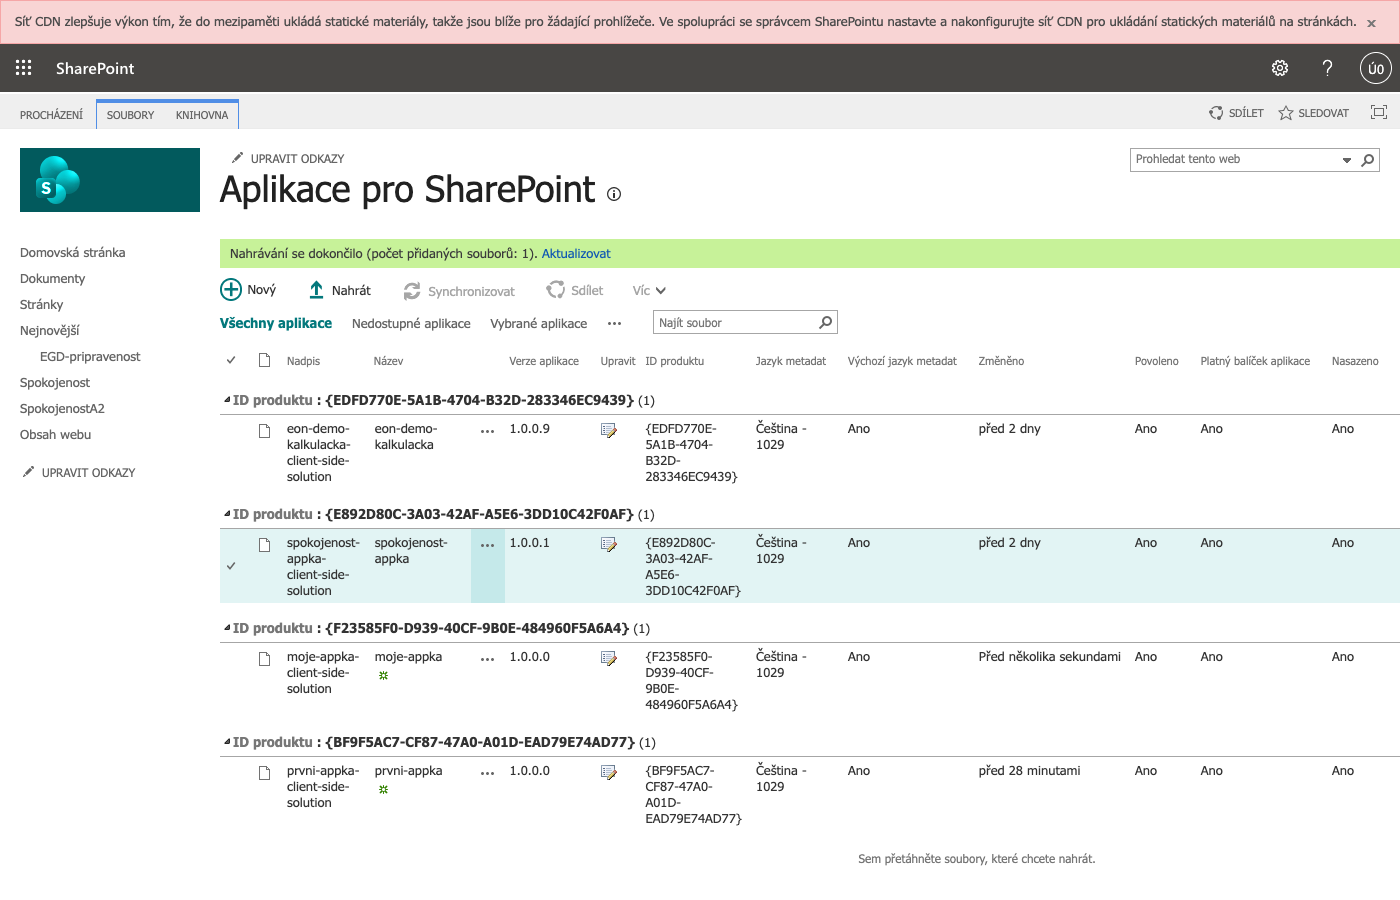 Síť CDN zlepšuje výkon tím, že do mezipaměti ukládá statické materiály, takže jsou blíže pro žádající prohlížeče. Ve spolupráci se správcem SharePointu nastavte a nakonfigurujte síť CDN pro ukládání statických materiálů na stránkách. x
SharePoint
? Ú0
PROCHÁZENÍ SOUBORY KNIHOVNA
SDÍLET SLEDOVAT
UPRAVIT ODKAZY
Aplikace pro SharePoint
Prohledat tento web
S
Domovská stránka
Dokumenty
Stránky
Nejnovější
EGD-pripravenost
Spokojenost
SpokojenostA2
Obsah webu
UPRAVIT ODKAZY
Nahrávání se dokončilo (počet přidaných souborů: 1). Aktualizovat
Nový Nahrát Synchronizovat Sdílet Víc
Všechny aplikace Nedostupné aplikace Vybrané aplikace ••• Najít soubor
Nadpis Název Verze aplikace Upravit ID produktu Jazyk metadat Výchozí jazyk metadat Změněno Povoleno Platný balíček aplikace Nasazeno
ID produktu : {EDFD770E-5A1B-4704-B32D-283346EC9439} (1)
eon-demo- eon-demo- ••• 1.0.0.9 {EDFD770E- Čeština - Ano před 2 dny Ano Ano Ano
kalkulacka- kalkulacka 5A1B-4704- 1029
client-side- B32D-
solution 283346EC9439}
ID produktu : {E892D80C-3A03-42AF-A5E6-3DD10C42F0AF} (1)
spokojenost- spokojenost- ••• 1.0.0.1 {E892D80C- Čeština - Ano před 2 dny Ano Ano Ano
appka- appka 3A03-42AF- 1029
client-side- A5E6-
solution 3DD10C42F0AF}
ID produktu : {F23585F0-D939-40CF-9B0E-484960F5A6A4} (1)
moje-appka- moje-appka ••• 1.0.0.0 {F23585F0- Čeština - Ano Před několika sekundami Ano Ano Ano
client-side- D939-40CF- 1029
solution 9B0E-
484960F5A6A4}
ID produktu : {BF9F5AC7-CF87-47A0-A01D-EAD79E74AD77} (1)
prvni-appka- prvni-appka ••• 1.0.0.0 {BF9F5AC7- Čeština - Ano před 28 minutami Ano Ano Ano
client-side- CF87-47A0- 1029
solution A01D-
EAD79E74AD77}
Sem přetáhněte soubory, které chcete nahrát.